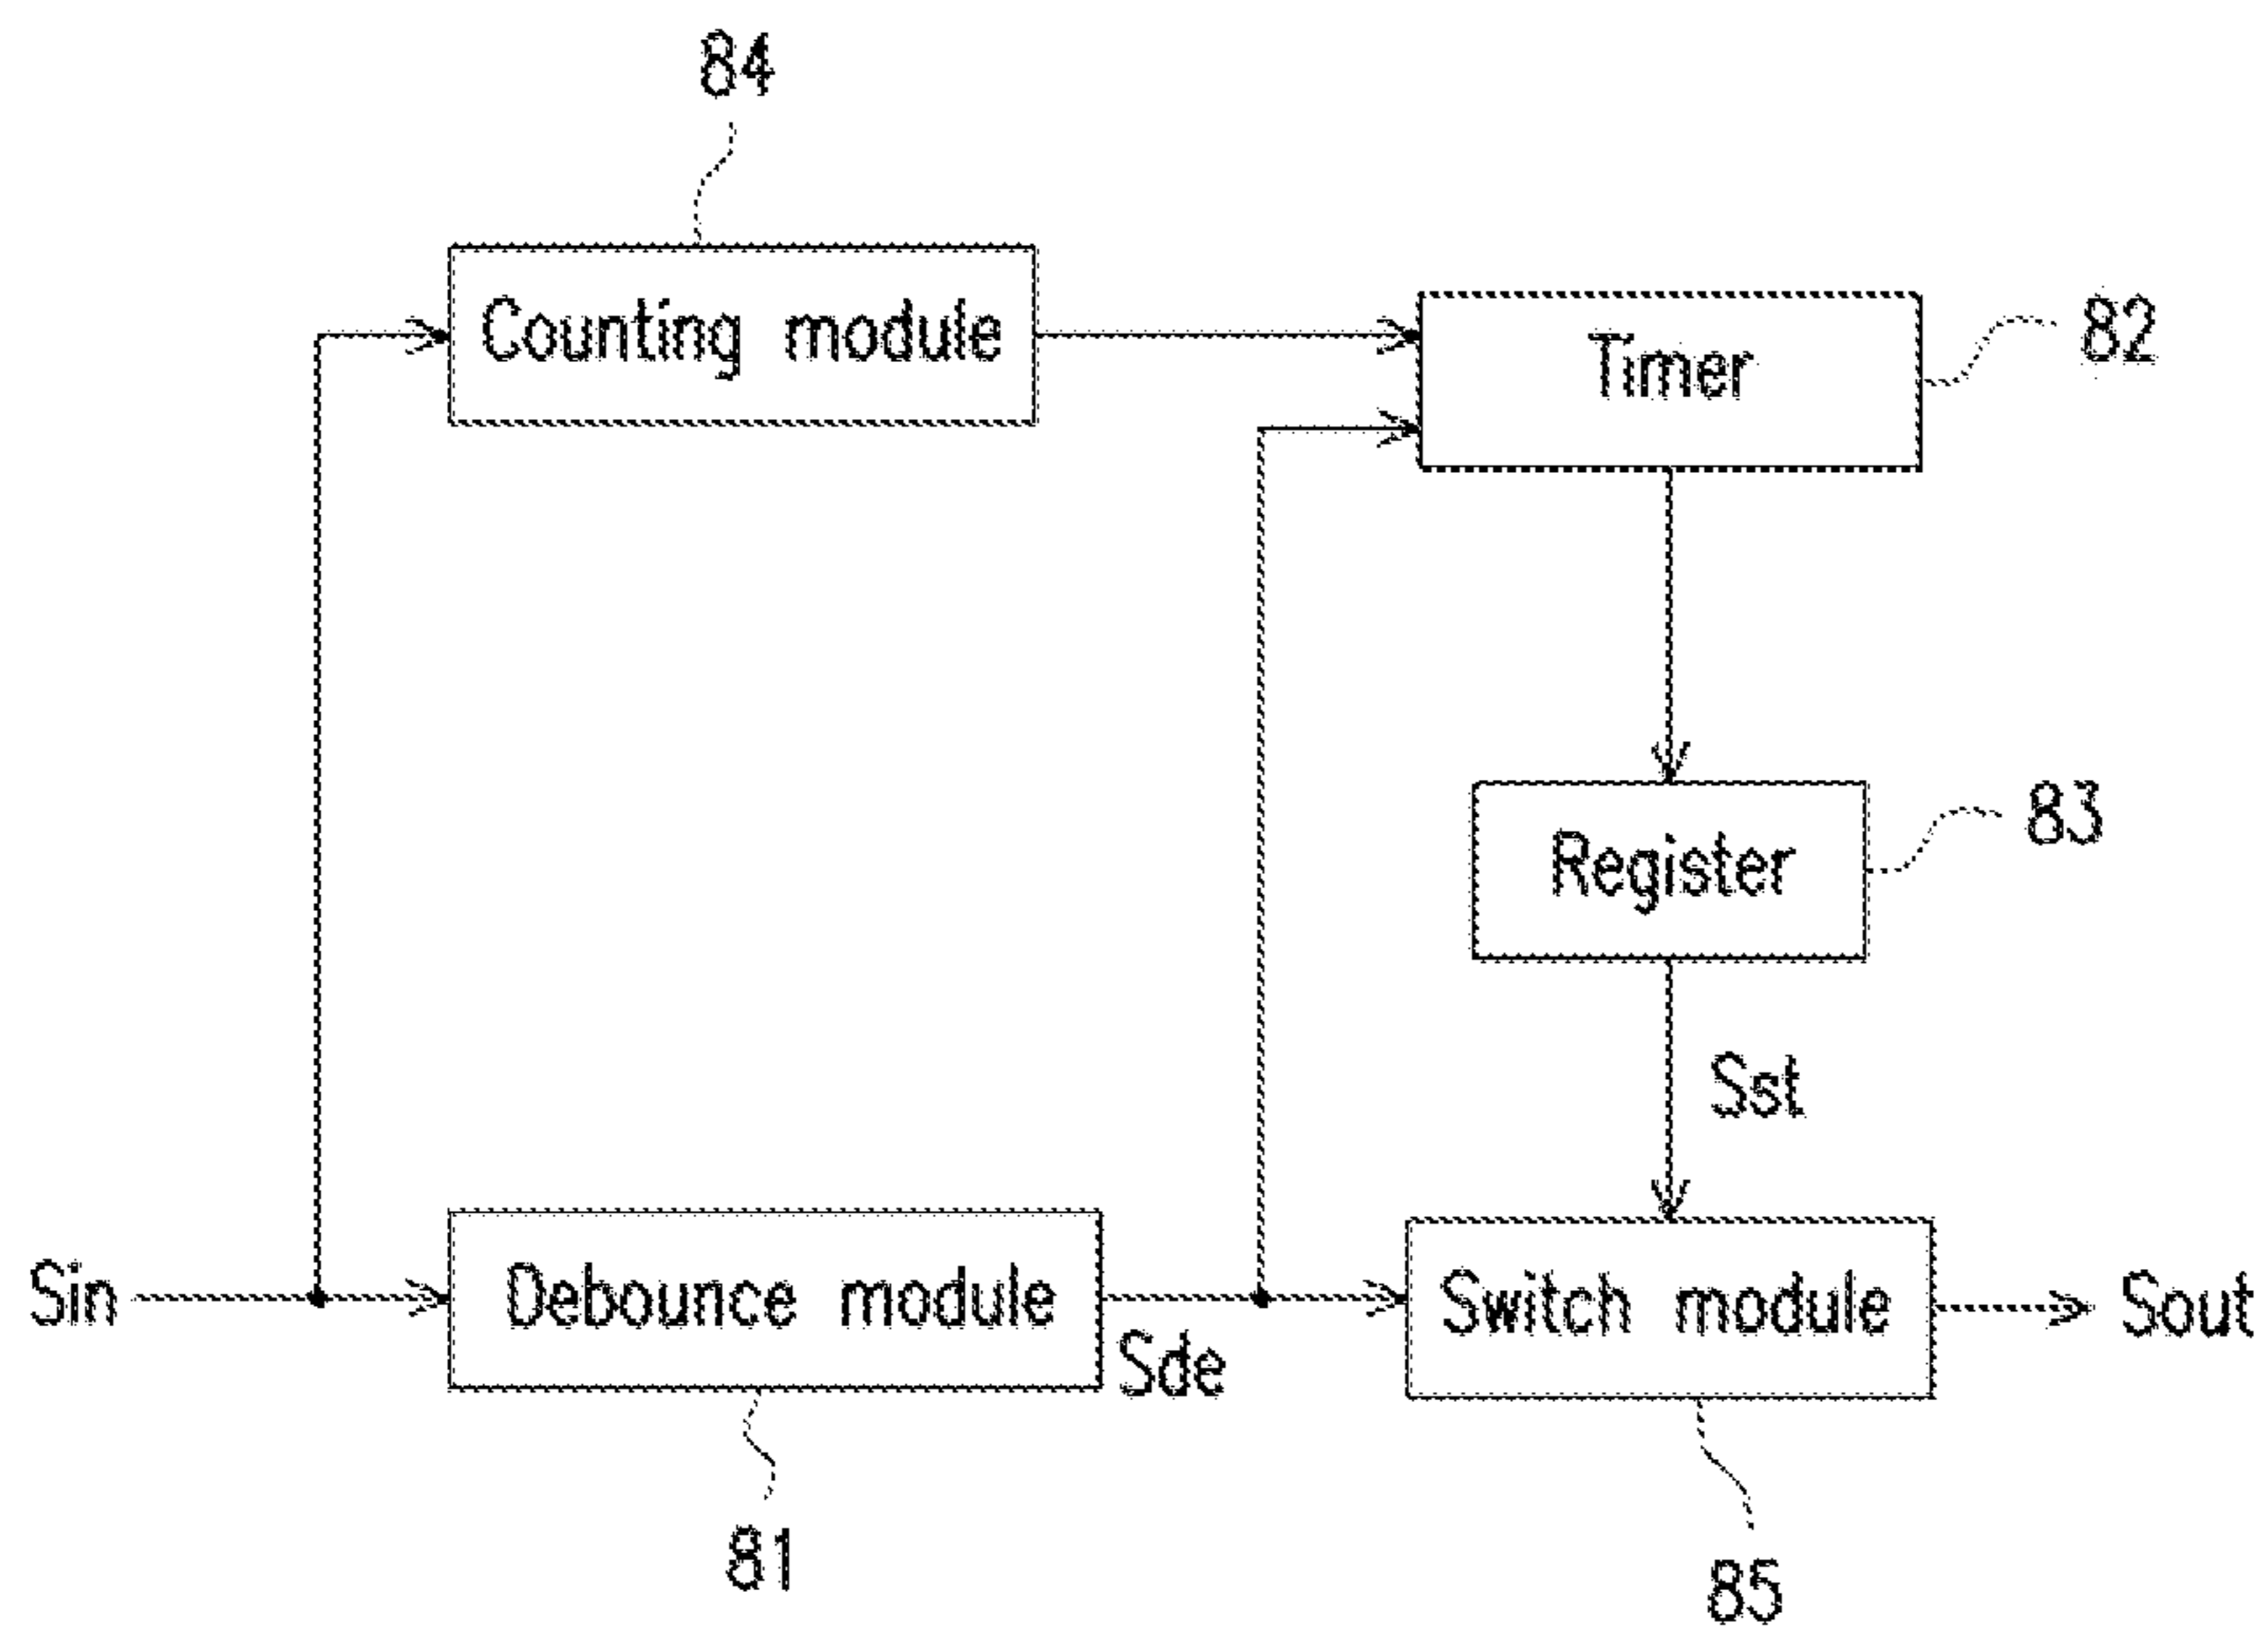 84
Counting module
Timer
82
Register
83
Sst
Sin
Debounce module
Sde
Switch module
Sout
81
85